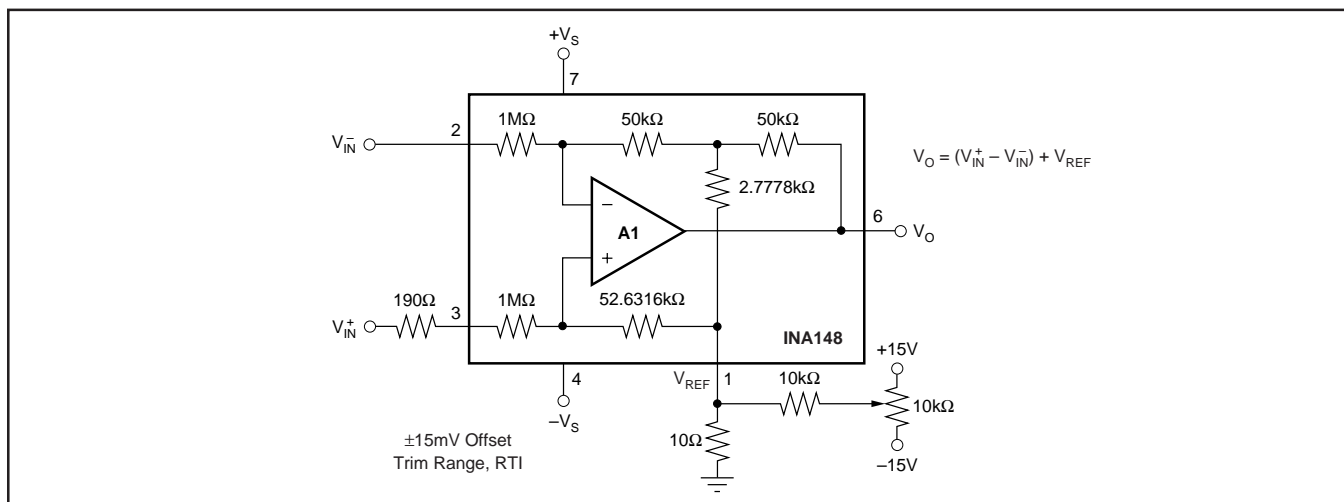 +V_S
7
1MΩ
50kΩ
50kΩ
V_IN^–
2
V_O = (V_IN^+ – V_IN^–) + V_REF
2.7778kΩ
–
A1
6
V_O
+
190Ω
1MΩ
52.6316kΩ
V_IN^+
3
INA148
+15V
4
V_REF
1
10kΩ
10kΩ
–V_S
±15mV Offset
Trim Range, RTI
10Ω
–15V